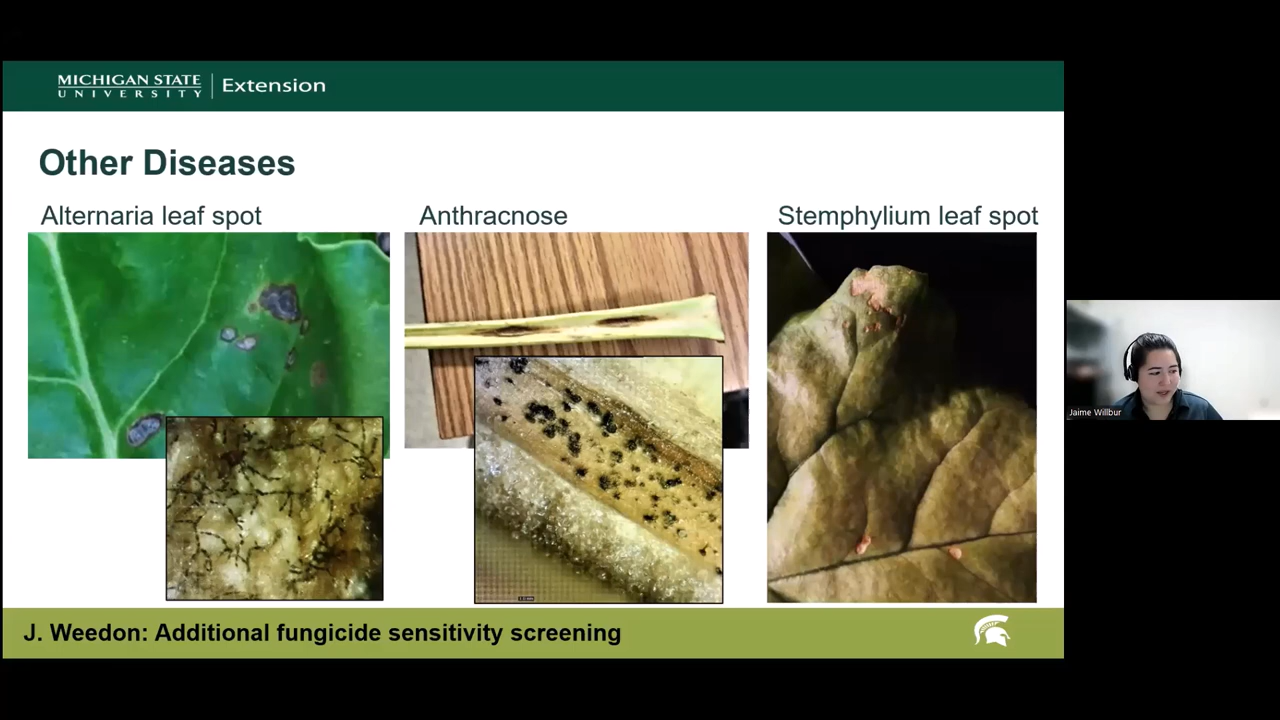 MICHIGAN STATE
UNIVERSITY
Extension
Other Diseases
Alternaria leaf spot
Anthracnose
Stemphylium leaf spot
Jaime Willbur
J. Weedon: Additional fungicide sensitivity screening